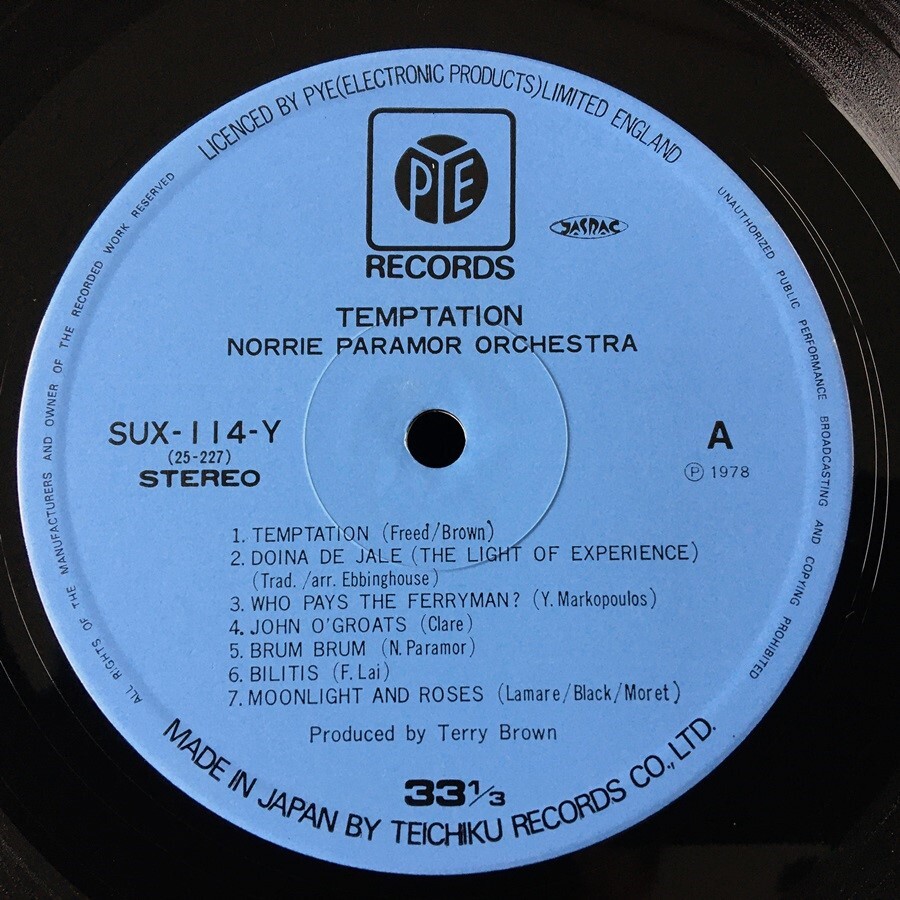 LICENCED BY PYE(ELECTRONIC PRODUCTS)LIMITED ENGLAND
PYE
RECORDS
JASRAC
TEMPTATION
NORRIE PARAMOR ORCHESTRA
SUX-114-Y
(25-227)
STEREO
A
Ⓟ 1978
1. TEMPTATION (Freed/Brown)
2. DOINA DE JALE (THE LIGHT OF EXPERIENCE)
(Trad. /arr. Ebbinghouse)
3. WHO PAYS THE FERRYMAN? (Y. Markopoulos)
4. JOHN O'GROATS (Clare)
5. BRUM BRUM (N. Paramor)
6. BILITIS (F. Lai)
7. MOONLIGHT AND ROSES (Lamare/Black/Moret)
Produced by Terry Brown
33 1/3
MADE IN JAPAN BY TEICHIKU RECORDS CO., LTD.
ALL RIGHTS OF THE MANUFACTURERS AND OWNER OF THE RECORDED WORK RESERVED
UNAUTHORIZED PUBLIC PERFORMANCE BROADCASTING AND COPYING PROHIBITED